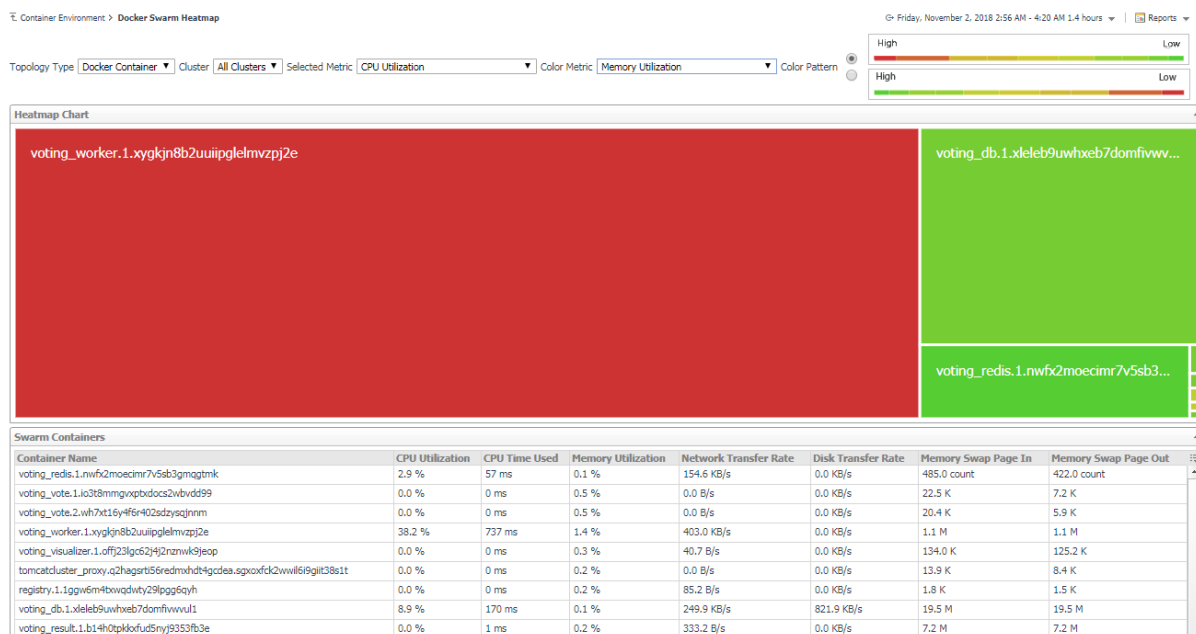 Container Environment > Docker Swarm Heatmap
Friday, November 2, 2018 2:56 AM - 4:20 AM 1.4 hours | Reports
High Low
Topology Type Docker Container Cluster All Clusters Selected Metric CPU Utilization Color Metric Memory Utilization Color Pattern
High Low
Heatmap Chart
voting_worker.1.xygkjn8b2uuiipglelmvzpj2e
voting_db.1.xleleb9uwhxeb7domfivwv...
voting_redis.1.nwfx2moecimr7v5sb3...
Swarm Containers
Container Name CPU Utilization CPU Time Used Memory Utilization Network Transfer Rate Disk Transfer Rate Memory Swap Page In Memory Swap Page Out
voting_redis.1.nwfx2moecimr7v5sb3gmqgtmk 2.9 % 57 ms 0.1 % 154.6 KB/s 0.0 KB/s 485.0 count 422.0 count
voting_vote.1.io3t8mmgvxptxdocs2wbvdd99 0.0 % 0 ms 0.5 % 0.0 B/s 0.0 KB/s 22.5 K 7.2 K
voting_vote.2.wh7xt16y4f6r402sdzysqjnnm 0.0 % 0 ms 0.5 % 0.0 B/s 0.0 KB/s 20.4 K 5.9 K
voting_worker.1.xygkjn8b2uuiipglelmvzpj2e 38.2 % 737 ms 1.4 % 403.0 KB/s 0.0 KB/s 1.1 M 1.1 M
voting_visualizer.1.offj23lgc62j4j2nznwk9jeop 0.0 % 0 ms 0.3 % 40.7 B/s 0.0 KB/s 134.0 K 125.2 K
tomcatcluster_proxy.q2hagsrti56redmxhdt4gcdea.sgxoxfck2wwil6i9giit38s1t 0.0 % 0 ms 0.2 % 0.0 B/s 0.0 KB/s 13.9 K 8.4 K
registry.1.1ggw6m4txwqdwty29lpgg6qyh 0.0 % 0 ms 0.2 % 85.2 B/s 0.0 KB/s 1.8 K 1.5 K
voting_db.1.xleleb9uwhxeb7domfivwvul1 8.9 % 170 ms 0.1 % 249.9 KB/s 821.9 KB/s 19.5 M 19.5 M
voting_result.1.b14h0tpkkxfud5nyj9353fb3e 0.0 % 1 ms 0.2 % 333.2 B/s 0.0 KB/s 7.2 M 7.2 M